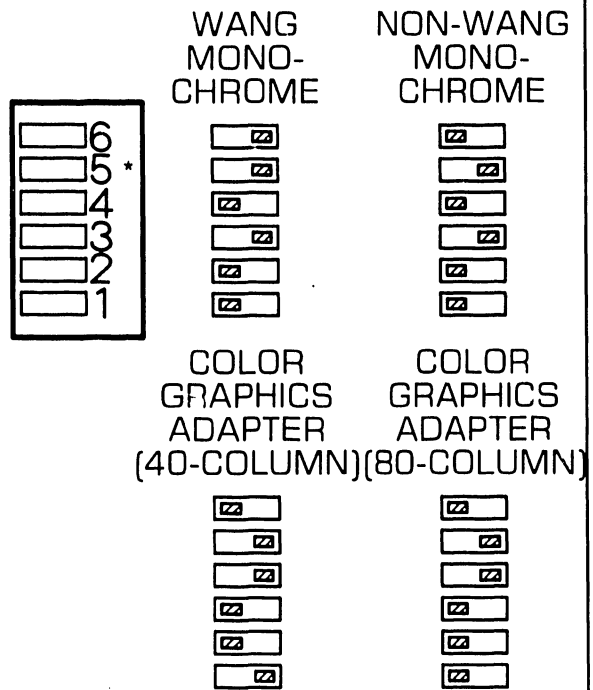 WANG
MONO-
CHROME
NON-WANG
MONO-
CHROME
6
5 *
4
3
2
1
COLOR
GRAPHICS
ADAPTER
(40-COLUMN)
COLOR
GRAPHICS
ADAPTER
(80-COLUMN)